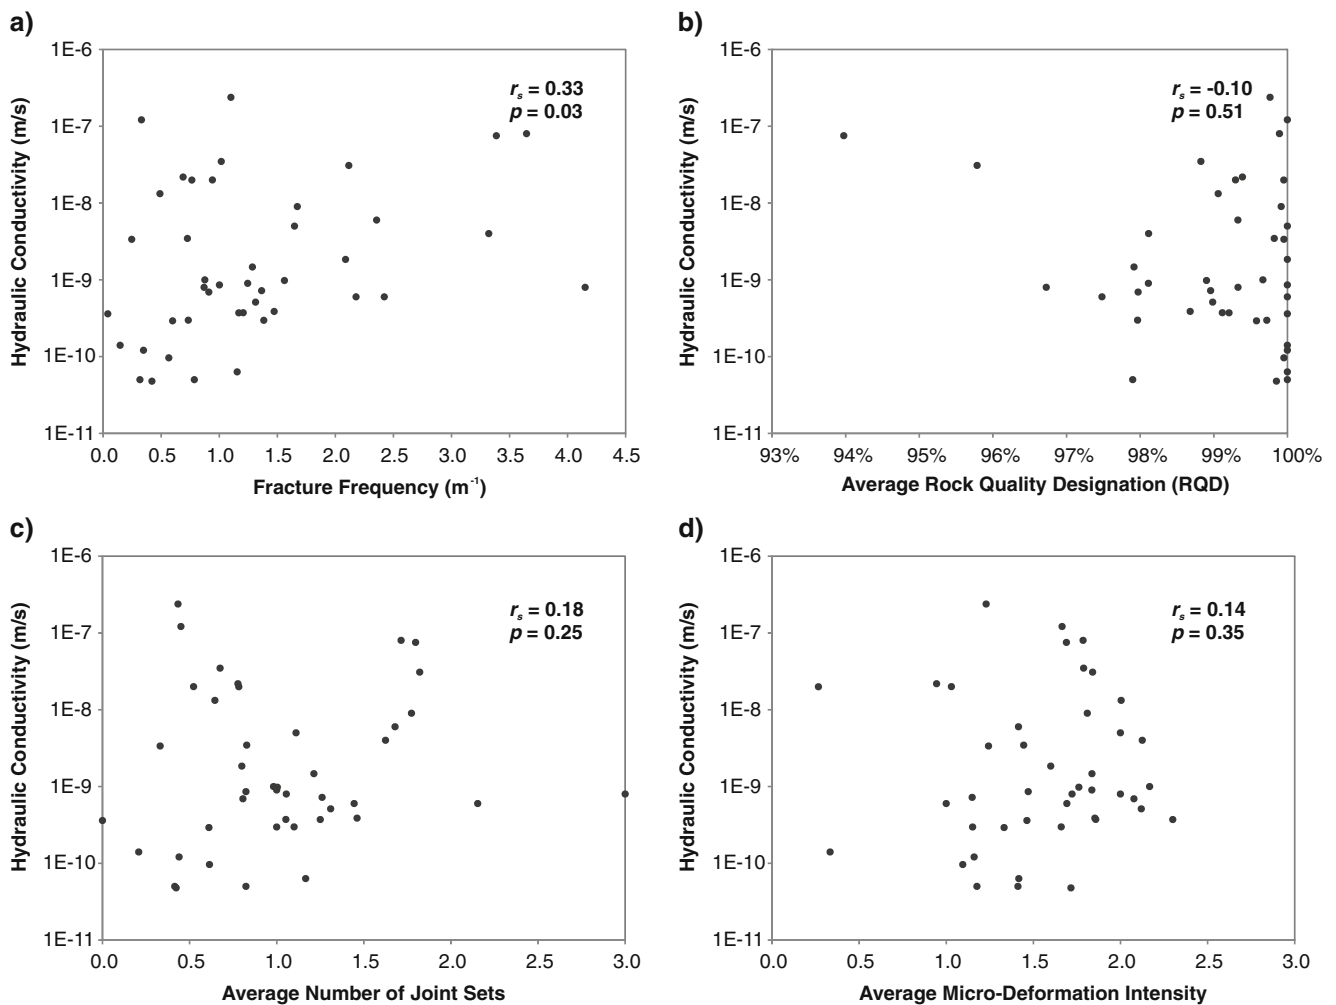 a)
1E-6
1E-7
1E-8
1E-9
1E-10
1E-11
Hydraulic Conductivity (m/s)
rs = 0.33
p = 0.03
0.0 0.5 1.0 1.5 2.0 2.5 3.0 3.5 4.0 4.5
Fracture Frequency (m⁻¹)
b)
1E-6
1E-7
1E-8
1E-9
1E-10
1E-11
Hydraulic Conductivity (m/s)
rs = -0.10
p = 0.51
93% 94% 95% 96% 97% 98% 99% 100%
Average Rock Quality Designation (RQD)
c)
1E-6
1E-7
1E-8
1E-9
1E-10
1E-11
Hydraulic Conductivity (m/s)
rs = 0.18
p = 0.25
0.0 0.5 1.0 1.5 2.0 2.5 3.0
Average Number of Joint Sets
d)
1E-6
1E-7
1E-8
1E-9
1E-10
1E-11
Hydraulic Conductivity (m/s)
rs = 0.14
p = 0.35
0.0 0.5 1.0 1.5 2.0 2.5 3.0
Average Micro-Deformation Intensity